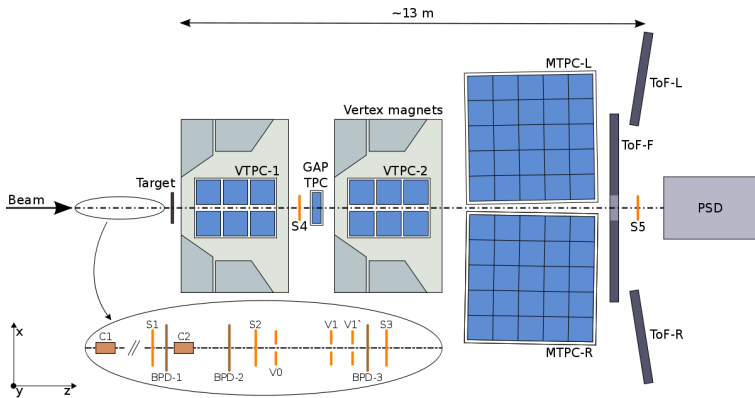 ~13 m
MTPC-L
ToF-L
Vertex magnets
ToF-F
VTPC-1
GAP
TPC
VTPC-2
Target
Beam
S4
S5
PSD
S1
C1
C2
S2
V1
V1`
S3
BPD-1
BPD-2
V0
BPD-3
MTPC-R
ToF-R
x
y
z